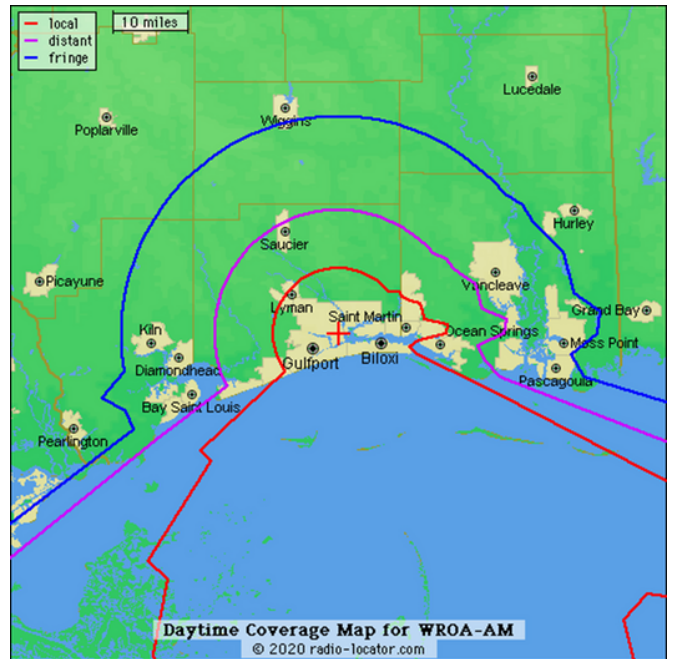 local
distant
fringe
10 miles
Lucedale
Wiggins
Poplarville
Hurley
Saucier
Vancleave
Picayune
Lyman
Grand Bay
Saint Martin
Kiln
Ocean Springs
Moss Point
Gulfport
Biloxi
Diamondhead
Pascagoula
Bay Saint Louis
Pearlington
Daytime Coverage Map for WROA-AM
© 2020 radio-locator.com